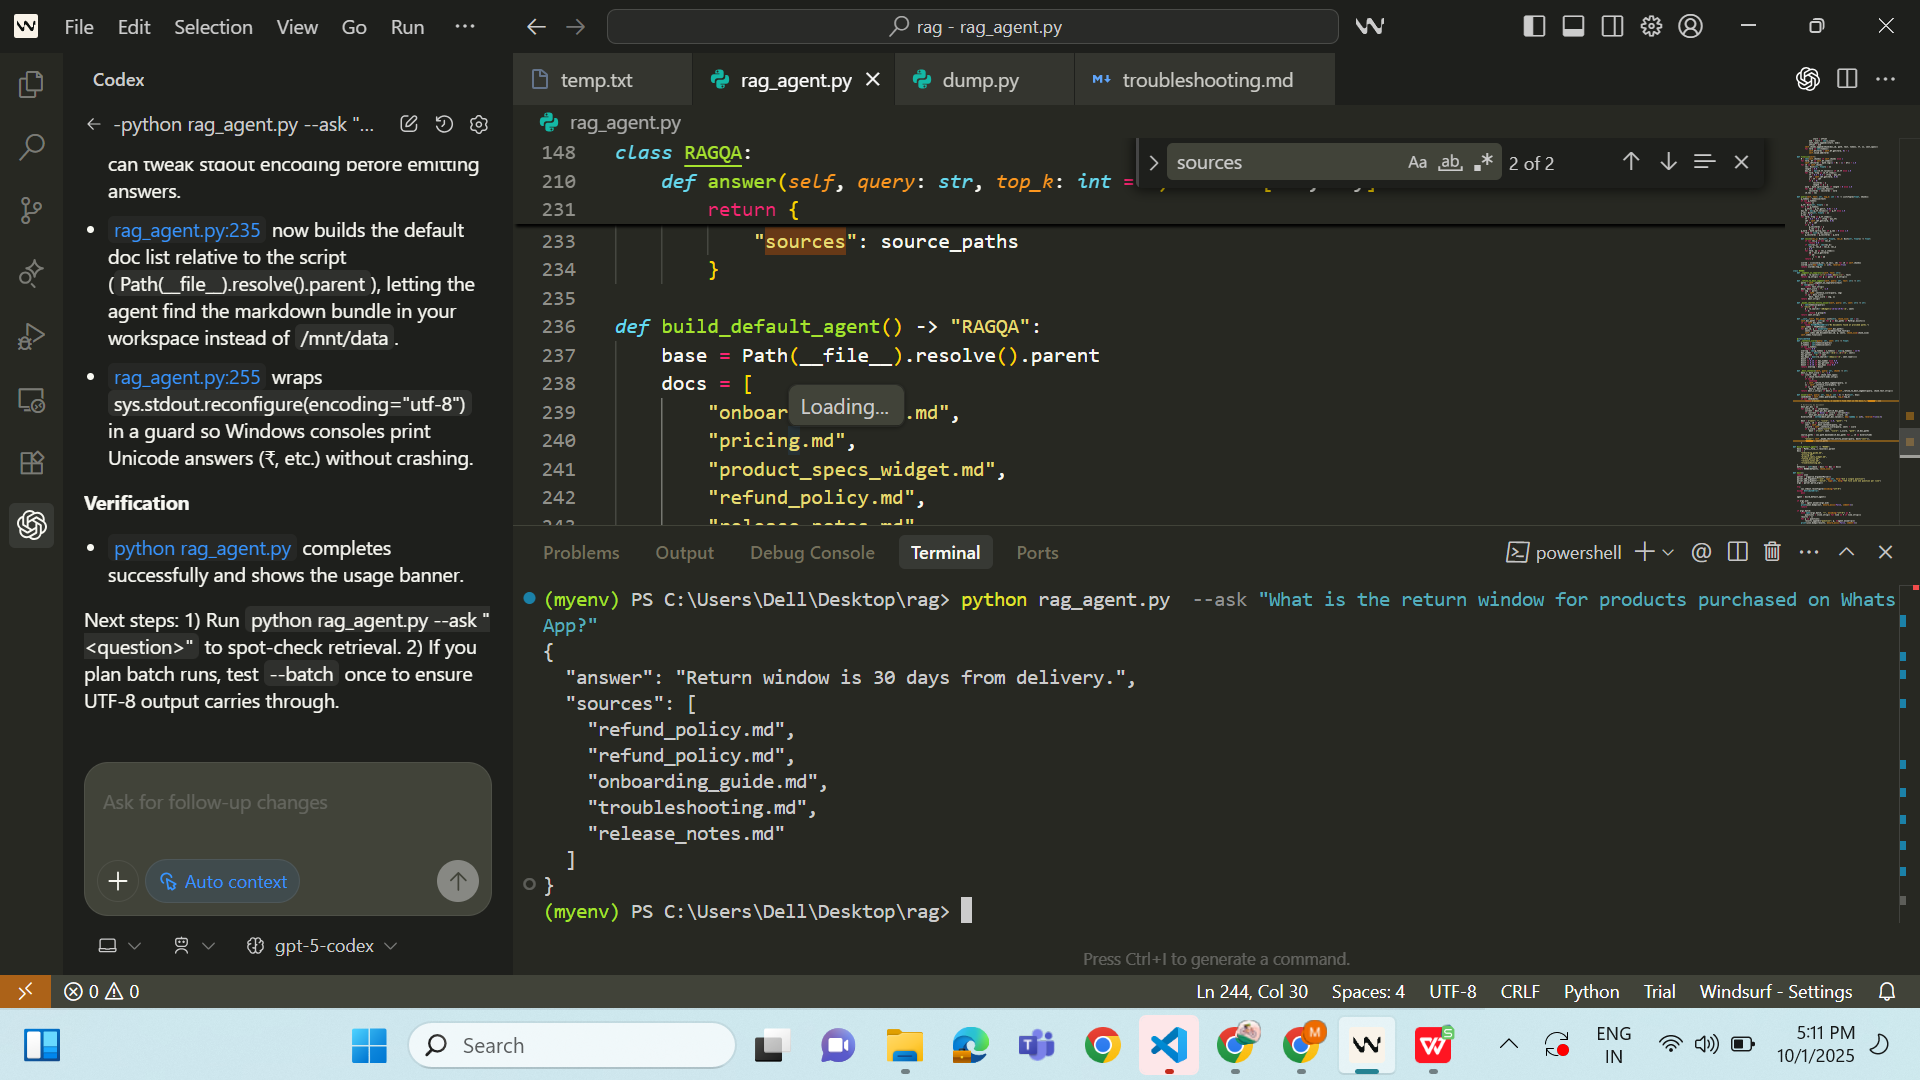 File Edit Selection View Go Run ···
rag - rag_agent.py
Codex
-python rag_agent.py --ask "...
can tweak stdout encoding before emitting
answers.
• rag_agent.py:235 now builds the default
doc list relative to the script
( Path(__file__).resolve().parent ), letting the
agent find the markdown bundle in your
workspace instead of /mnt/data .
• rag_agent.py:255 wraps
sys.stdout.reconfigure(encoding="utf-8")
in a guard so Windows consoles print
Unicode answers (₹, etc.) without crashing.
Verification
• python rag_agent.py completes
successfully and shows the usage banner.
Next steps: 1) Run python rag_agent.py --ask "
<question>" to spot-check retrieval. 2) If you
plan batch runs, test --batch once to ensure
UTF-8 output carries through.
Ask for follow-up changes
Auto context
gpt-5-codex
temp.txt rag_agent.py dump.py troubleshooting.md
rag_agent.py
sources Aa ab 2 of 2
148 class RAGQA:
210 def answer(self, query: str, top_k: int =
231 return {
233 "sources": source_paths
234 }
235
236 def build_default_agent() -> "RAGQA":
237 base = Path(__file__).resolve().parent
238 docs = [
Loading...
239 "onboar .md",
240 "pricing.md",
241 "product_specs_widget.md",
242 "refund_policy.md",
243 "release_notes.md"
Problems Output Debug Console Terminal Ports
powershell
(myenv) PS C:\Users\Dell\Desktop\rag> python rag_agent.py --ask "What is the return window for products purchased on Whats
App?"
{
"answer": "Return window is 30 days from delivery.",
"sources": [
"refund_policy.md",
"refund_policy.md",
"onboarding_guide.md",
"troubleshooting.md",
"release_notes.md"
]
}
(myenv) PS C:\Users\Dell\Desktop\rag>
Press Ctrl+I to generate a command.
0 0
Ln 244, Col 30 Spaces: 4 UTF-8 CRLF Python Trial Windsurf - Settings
Search
ENG
IN
5:11 PM
10/1/2025